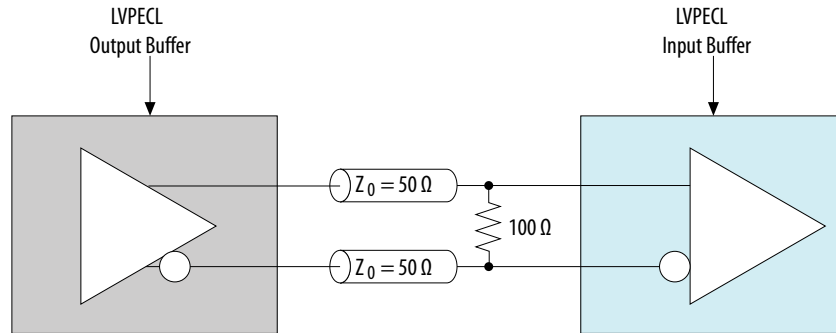 LVPECL
Output Buffer
LVPECL
Input Buffer
Z0 = 50 Ω
100 Ω
Z0 = 50 Ω